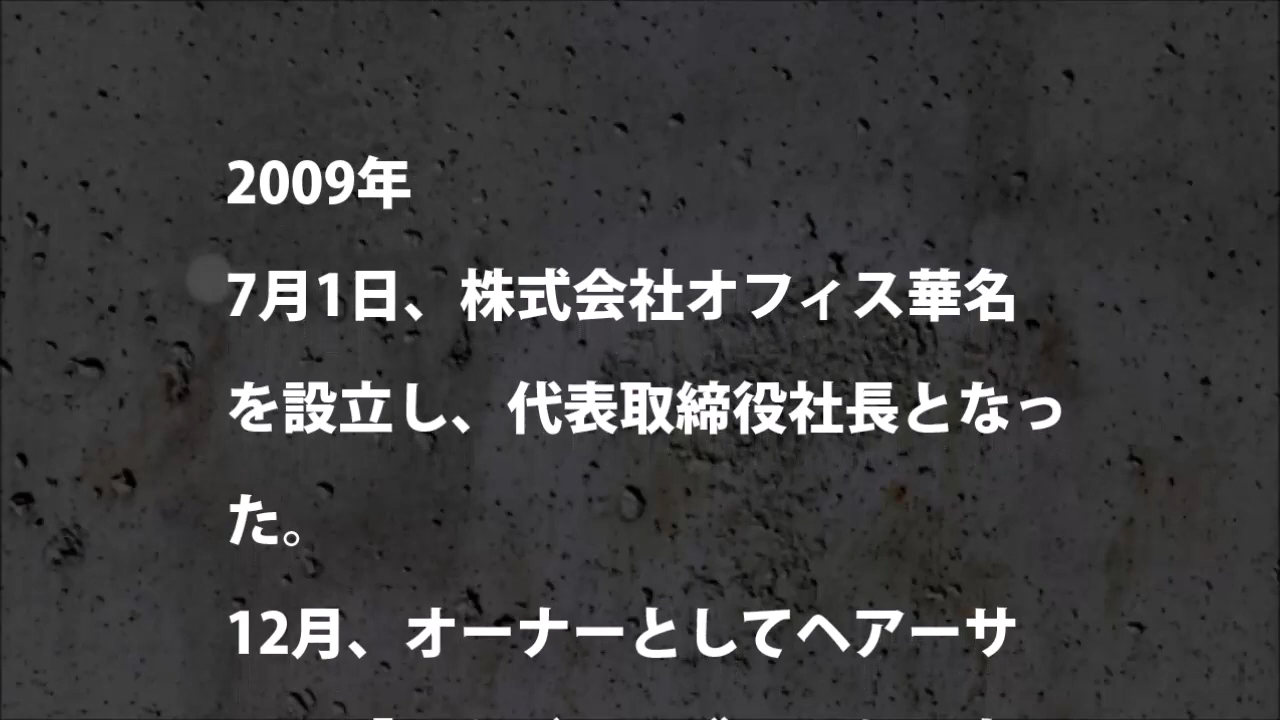 2009年
7月1日、株式会社オフィス華名
を設立し、代表取締役社長となっ
た。
12月、オーナーとしてヘアーサ